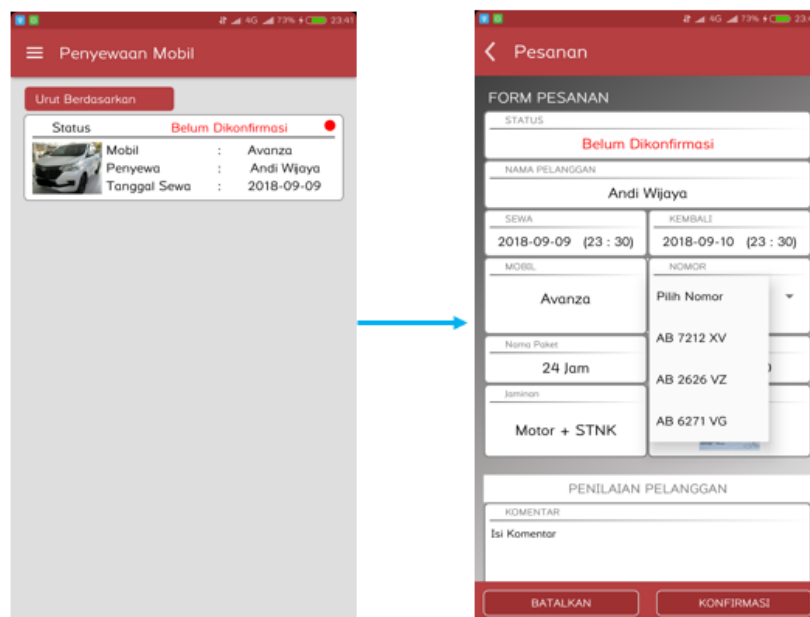 4G 73% 23.41
Penyewaan Mobil
Urut Berdasarkan
Status Belum Dikonfirmasi
Mobil : Avanza
Penyewa : Andi Wijaya
Tanggal Sewa : 2018-09-09
4G 73%
Pesanan
FORM PESANAN
STATUS
Belum Dikonfirmasi
NAMA PELANGGAN
Andi Wijaya
SEWA KEMBALI
2018-09-09 (23 : 30) 2018-09-10 (23 : 30)
MOBIL NOMOR
Avanza Pilih Nomor
AB 7212 XV
Nama Paket
24 Jam
AB 2626 VZ
Jaminan
Motor + STNK
AB 6271 VG
PENILAIAN PELANGGAN
KOMENTAR
Isi Komentar
BATALKAN KONFIRMASI